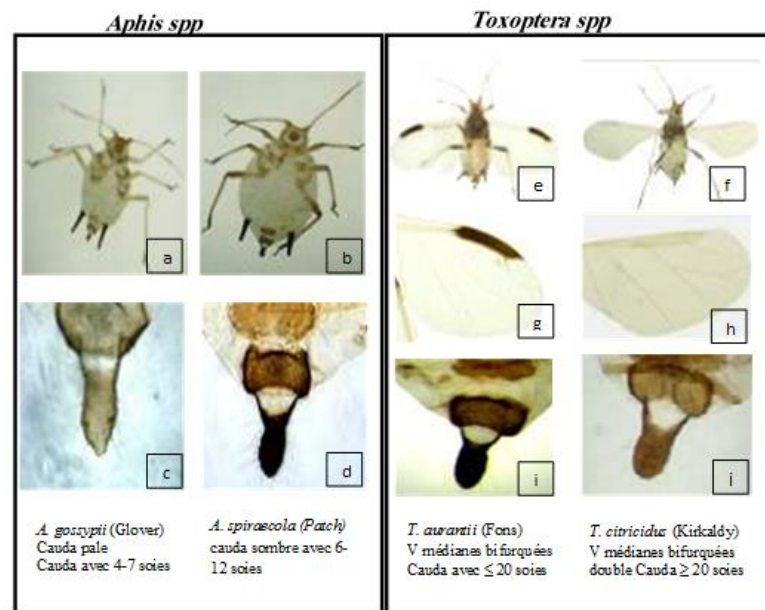 Aphis spp
Toxoptera spp
a
b
e
f
g
h
c
d
i
j
A. gossypii (Glover)
Cauda pale
Cauda avec 4-7 soies
A. spiraecola (Patch)
cauda sombre avec 6-
12 soies
T. aurantii (Fons)
V médianes bifurquées
Cauda avec ≤ 20 soies
T. citricidus (Kirkaldy)
V médianes bifurquées
double Cauda ≥ 20 soies